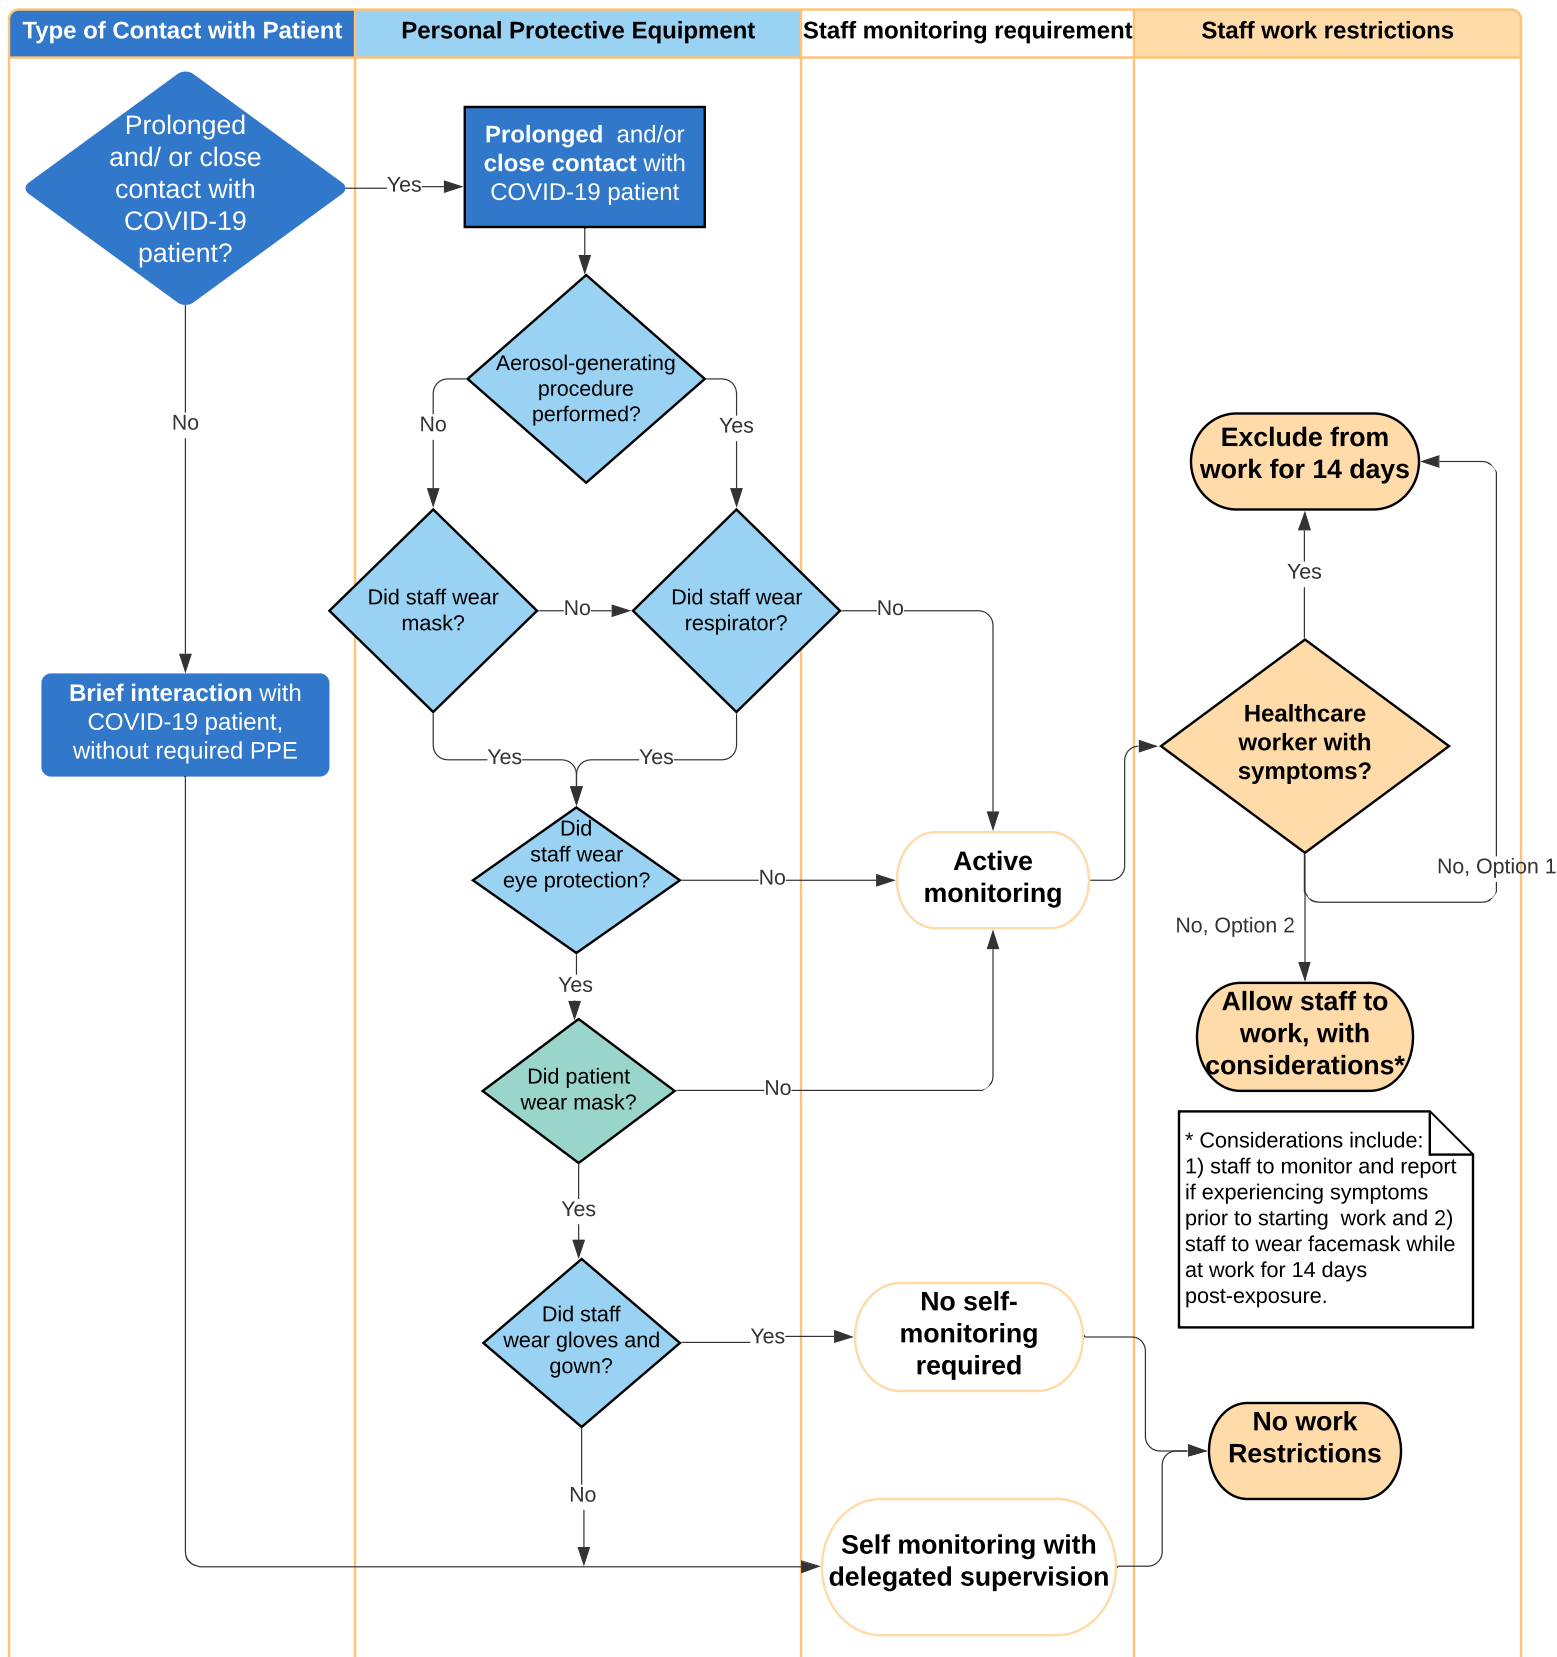 Type of Contact with Patient
Personal Protective Equipment
Staff monitoring requirement
Staff work restrictions
Prolonged
and/ or close
contact with
COVID-19
patient?
Yes
Prolonged and/or
close contact with
COVID-19 patient
Aerosol-generating
procedure
performed?
No
No
Yes
Exclude from
work for 14 days
Yes
Did staff wear
mask?
No
Did staff wear
respirator?
No
Brief interaction with
COVID-19 patient,
without required PPE
Healthcare
worker with
symptoms?
Yes
Yes
Did
staff wear
eye protection?
No
Active
monitoring
No, Option 1
No, Option 2
Yes
Allow staff to
work, with
considerations*
Did patient
wear mask?
No
* Considerations include:
1) staff to monitor and report
if experiencing symptoms
prior to starting work and 2)
staff to wear facemask while
at work for 14 days
post-exposure.
Yes
Did staff
wear gloves and
gown?
Yes
No self-
monitoring
required
No work
Restrictions
No
Self monitoring with
delegated supervision